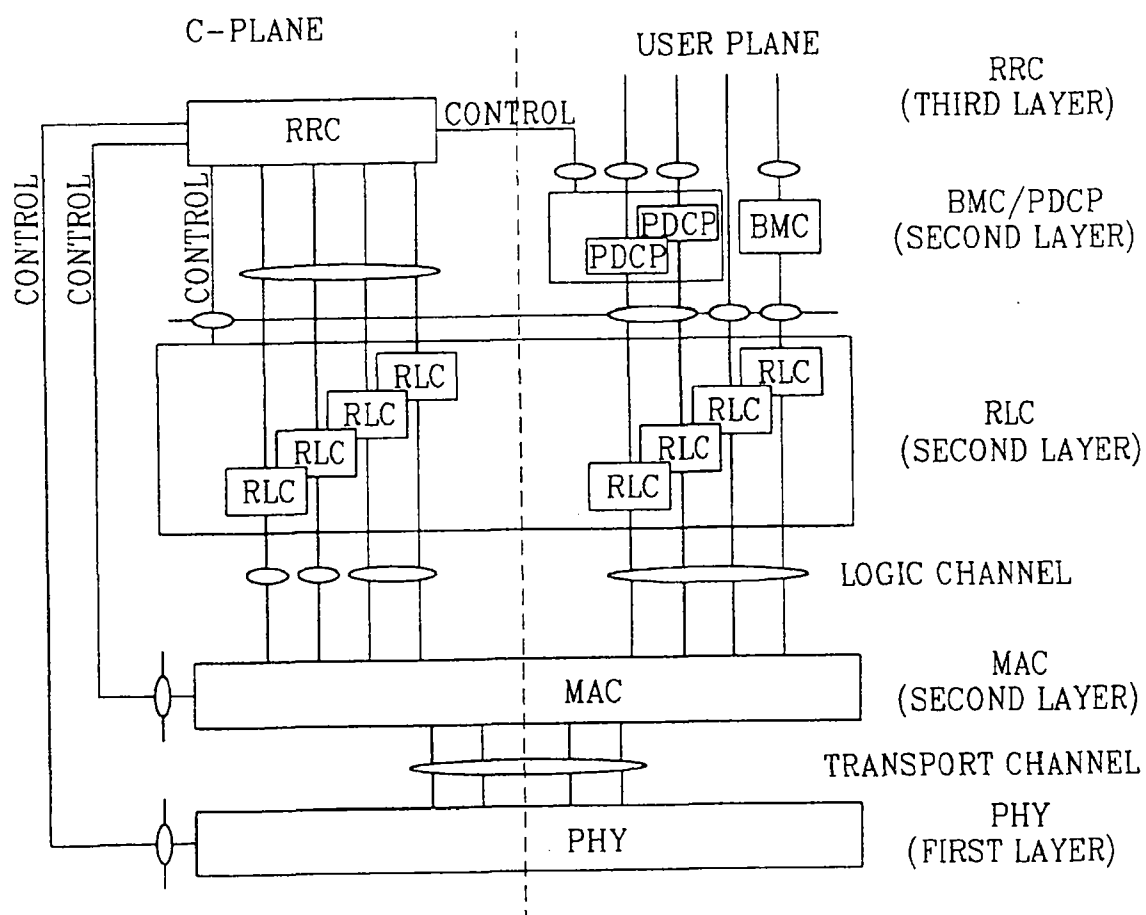 C-PLANE
USER PLANE
RRC
(THIRD LAYER)
RRC
CONTROL
CONTROL
CONTROL
CONTROL
PDCP
PDCP
BMC
BMC/PDCP
(SECOND LAYER)
RLC
RLC
RLC
RLC
RLC
RLC
RLC
RLC
RLC
(SECOND LAYER)
LOGIC CHANNEL
MAC
MAC
(SECOND LAYER)
TRANSPORT CHANNEL
PHY
PHY
(FIRST LAYER)